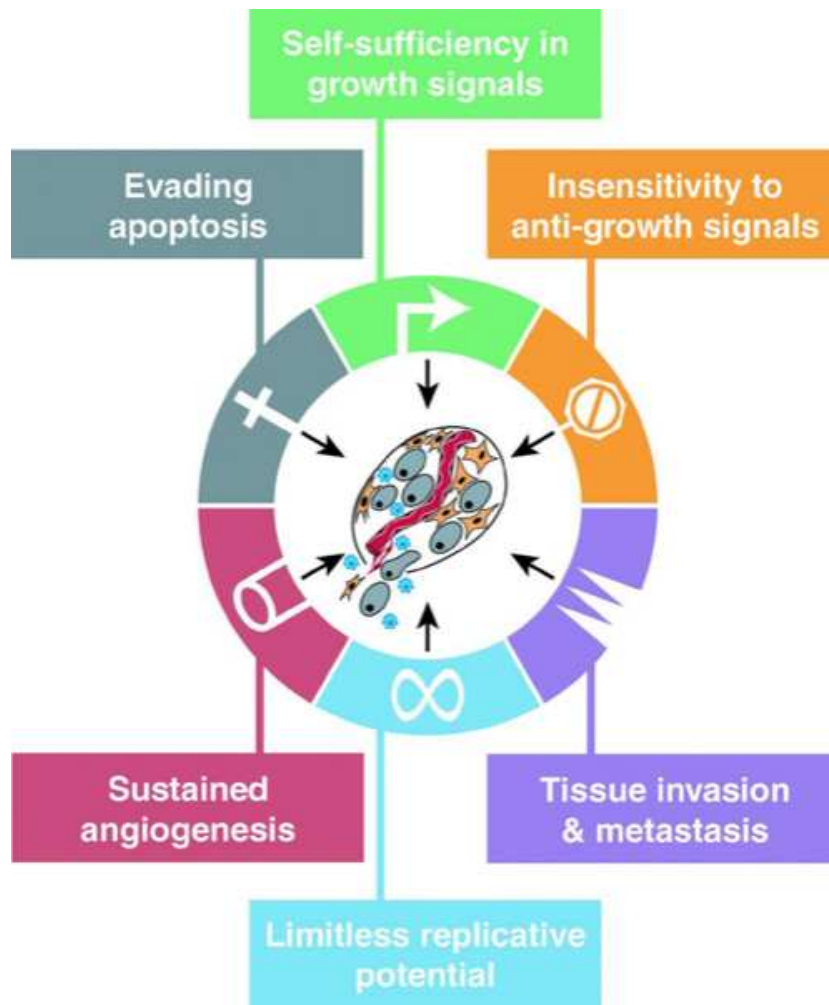 Self-sufficiency in
growth signals
Evading
apoptosis
Insensitivity to
anti-growth signals
Sustained
angiogenesis
Tissue invasion
& metastasis
Limitless replicative
potential